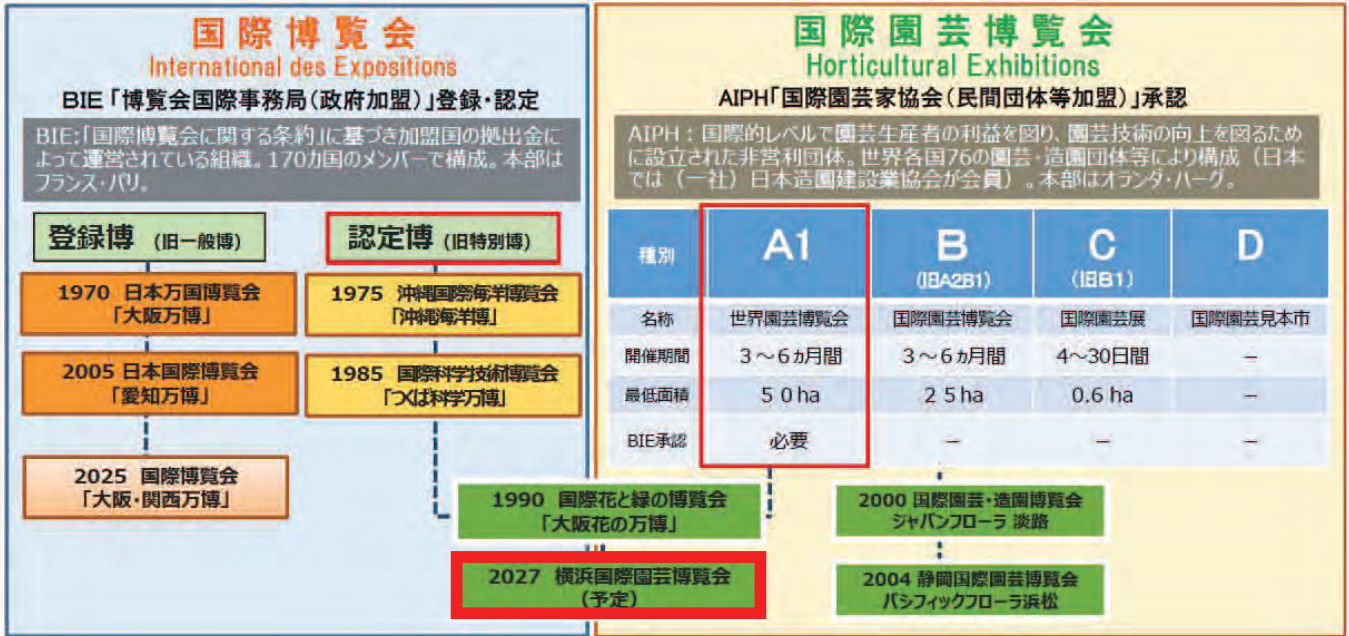 国際博覧会
International des Expositions
BIE「博覧会国際事務局(政府加盟)」登録・認定
BIE:「国際博覧会に関する条約」に基づき加盟国の拠出金に
よって運営されている組織。170カ国のメンバーで構成。本部は
フランス・パリ。
登録博 (旧一般博)
1970 日本万国博覧会
「大阪万博」
2005 日本国際博覧会
「愛知万博」
2025 国際博覧会
「大阪・関西万博」
認定博 (旧特別博)
1975 沖縄国際海洋博覧会
「沖縄海洋博」
1985 国際科学技術博覧会
「つくば科学万博」
国際園芸博覧会
Horticultural Exhibitions
AIPH「国際園芸家協会(民間団体等加盟)」承認
AIPH:国際的レベルで園芸生産者の利益を図り、園芸技術の向上を図るため
に設立された非営利団体。世界各国76の園芸・造園団体等により構成(日本
では(一社)日本造園建設業協会が会員)。本部はオランダ・ハーグ。
種別 A1 B (旧A2B1) C (旧B1) D
名称 世界園芸博覧会 国際園芸博覧会 国際園芸展 国際園芸見本市
開催期間 3~6ヵ月間 3~6ヵ月間 4~30日間 -
最低面積 50ha 25ha 0.6ha -
BIE承認 必要 - - -
1990 国際花と緑の博覧会
「大阪花の万博」
2027 横浜国際園芸博覧会
(予定)
2000 国際園芸・造園博覧会
ジャパンフローラ 淡路
2004 静岡国際園芸博覧会
パシフィックフローラ浜松